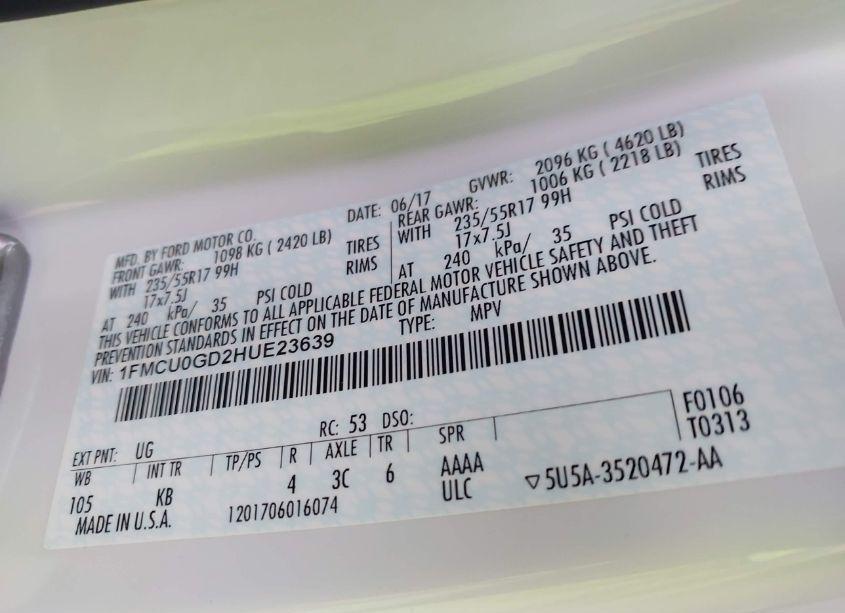 MFD. BY FORD MOTOR CO.
DATE: 06/17 GVWR: 2096 KG ( 4620 LB)
FRONT GAWR: 1098 KG ( 2420 LB)
REAR GAWR: 1006 KG ( 2218 LB)
WITH 235/55R17 99H TIRES
WITH 235/55R17 99H TIRES
17x7.5J RIMS
17x7.5J RIMS
AT 240 kPa/ 35 PSI COLD
AT 240 kPa/ 35 PSI COLD
THIS VEHICLE CONFORMS TO ALL APPLICABLE FEDERAL MOTOR VEHICLE SAFETY AND THEFT
PREVENTION STANDARDS IN EFFECT ON THE DATE OF MANUFACTURE SHOWN ABOVE.
VIN: 1FMCU0GD2HUE23639 TYPE: MPV
EXT PNT: UG RC: 53 DSO: F0106
WB INT TR TP/PS R AXLE TR SPR T0313
105 KB 4 3C 6 AAAA
MADE IN U.S.A. 1201706016074 ULC ▽5U5A-3520472-AA